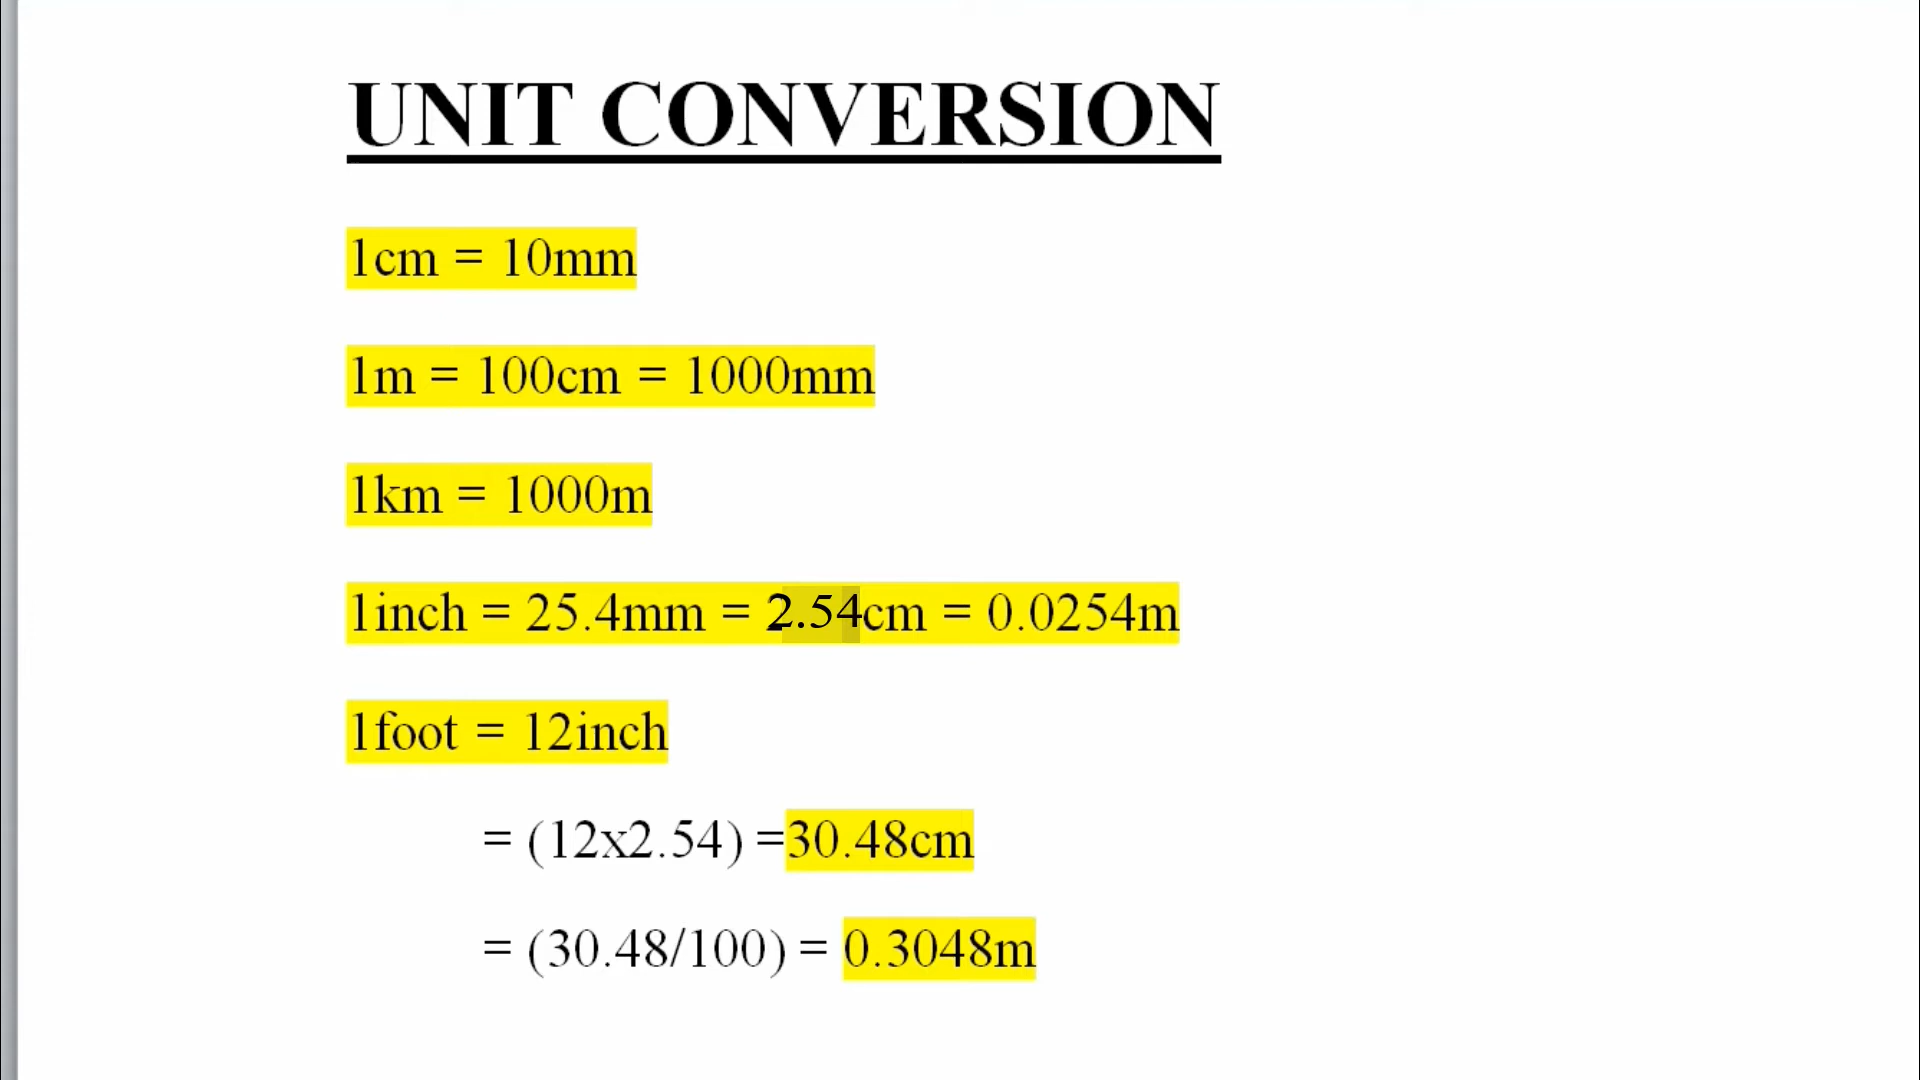 UNIT CONVERSION
1cm = 10mm
1m = 100cm = 1000mm
1km = 1000m
1inch = 25.4mm = 2.54cm = 0.0254m
1foot = 12inch
= (12x2.54) =30.48cm
= (30.48/100) = 0.3048m